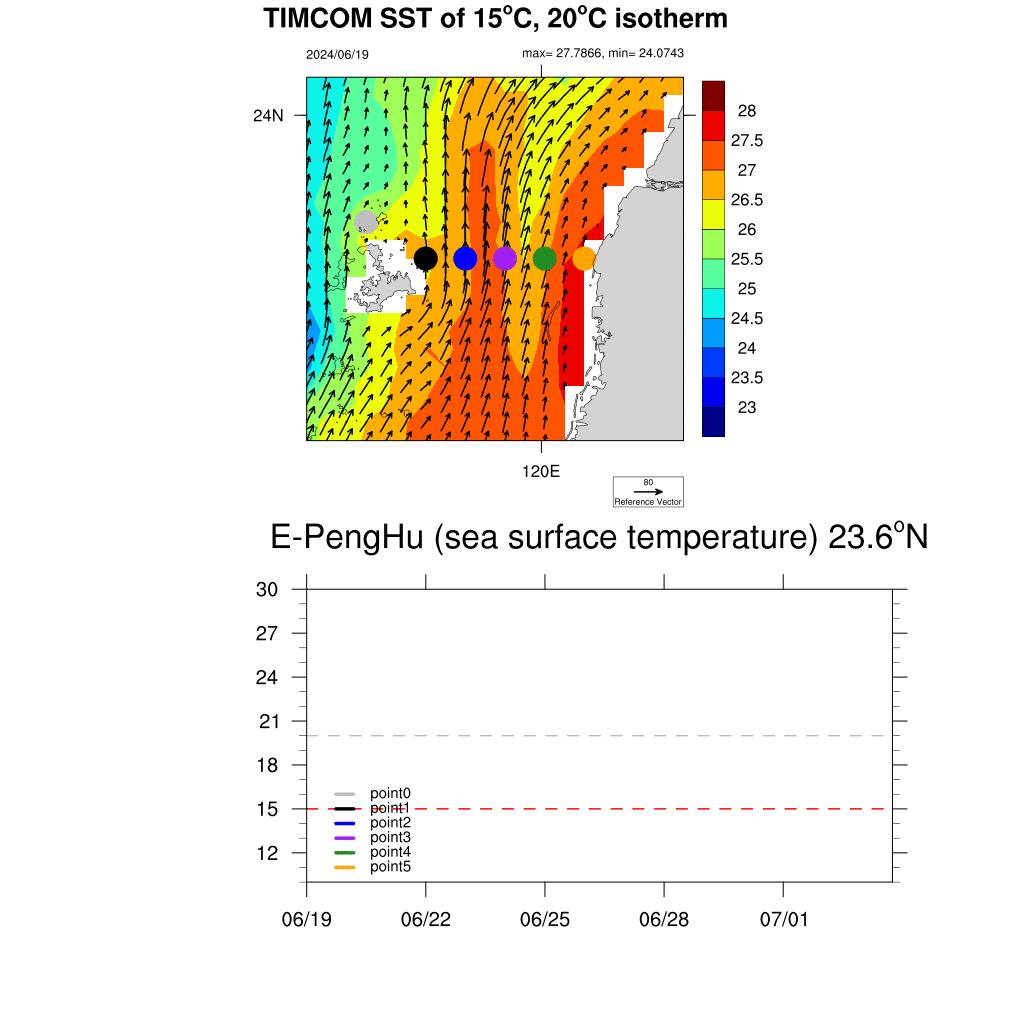 TIMCOM SST of 15°C, 20°C isotherm
2024/06/19 max= 27.7866, min= 24.0743
24N
28
27.5
27
26.5
26
25.5
25
24.5
24
23.5
23
120E
80
Reference Vector
E-PengHu (sea surface temperature) 23.6°N
30
27
24
21
18
15
12
point0
point1
point2
point3
point4
point5
06/19 06/22 06/25 06/28 07/01